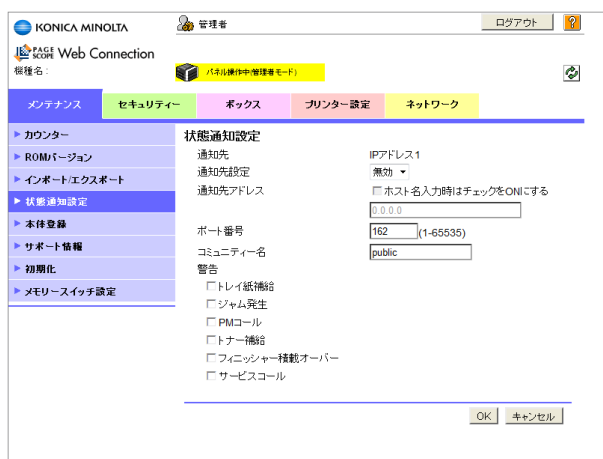 KONICA MINOLTA
管理者
ログアウト
?
PAGE SCOPE Web Connection
機種名:
パネル操作中(管理者モード)
メンテナンス
セキュリティー
ボックス
プリンター設定
ネットワーク
カウンター
ROMバージョン
インポート/エクスポート
状態通知設定
本体登録
サポート情報
初期化
メモリースイッチ設定
状態通知設定
通知先 IPアドレス1
通知先設定 無効
通知先アドレス ホスト名入力時はチェックをONにする
0.0.0.0
ポート番号 162 (1-65535)
コミュニティー名 public
警告
トレイ紙補給
ジャム発生
PMコール
トナー補給
フィニッシャー積載オーバー
サービスコール
OK キャンセル